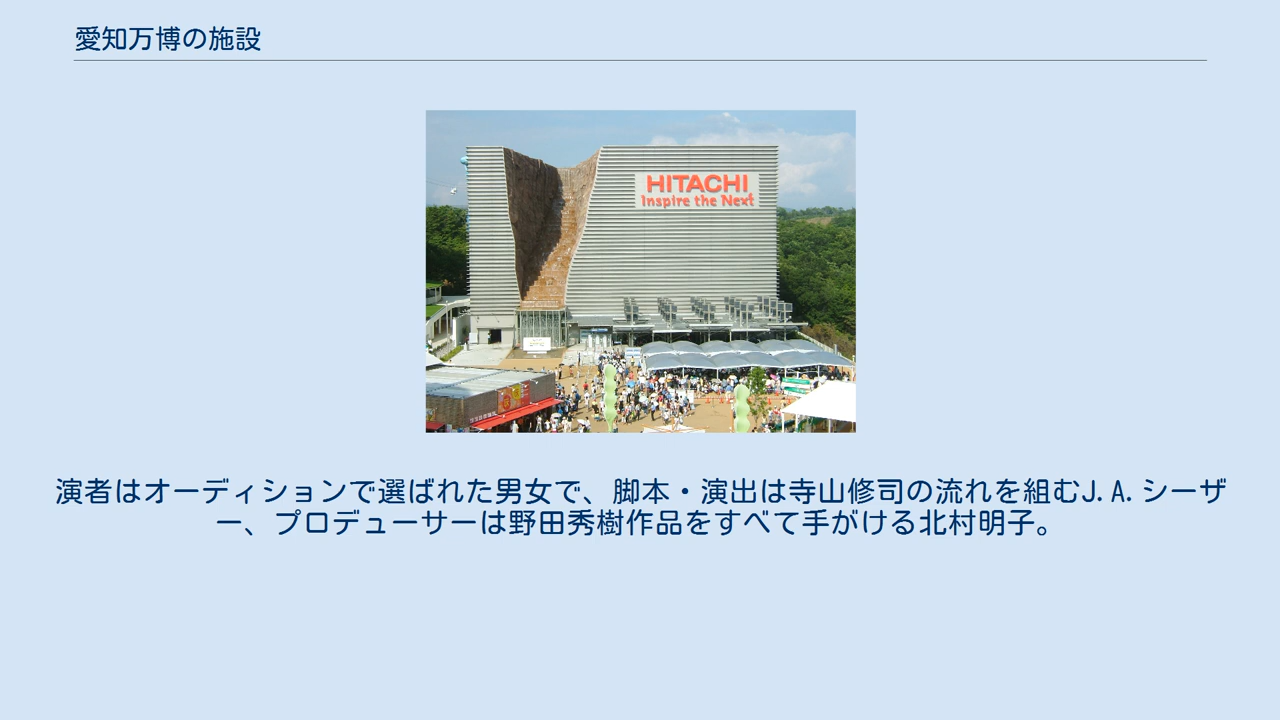 愛知万博の施設
HITACHI
Inspire the Next
演者はオーディションで選ばれた男女で、脚本・演出は寺山修司の流れを組むJ.A.シーザ
ー、プロデューサーは野田秀樹作品をすべて手がける北村明子。